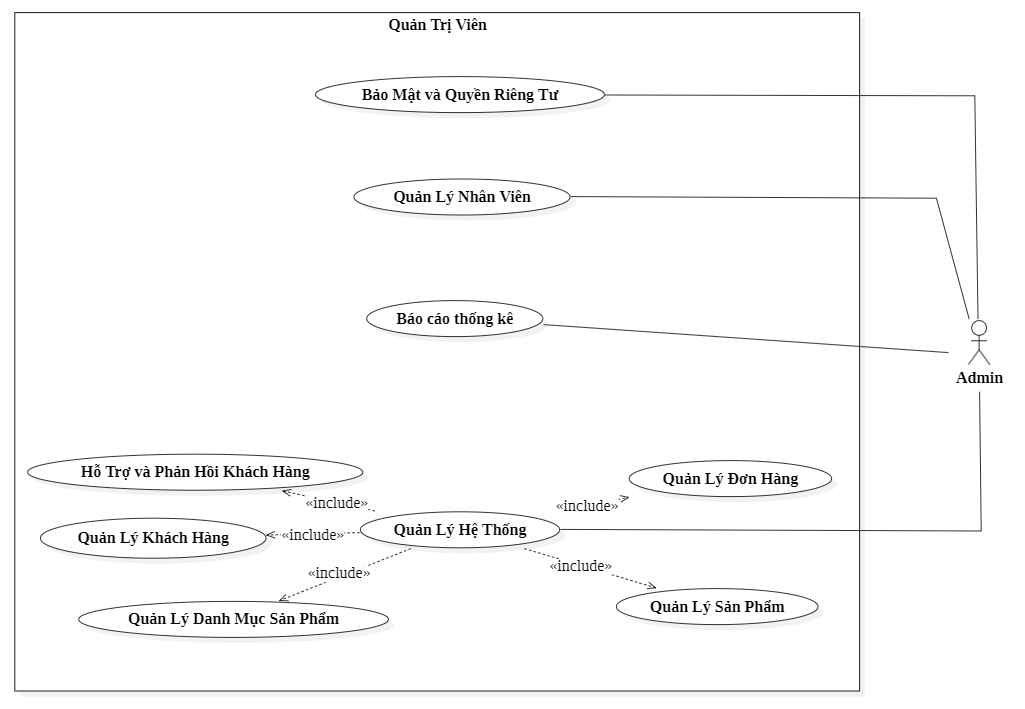 Quản Trị Viên
Bảo Mật và Quyền Riêng Tư
Quản Lý Nhân Viên
Báo cáo thống kê
Admin
Hỗ Trợ và Phản Hồi Khách Hàng
Quản Lý Đơn Hàng
«include»
«include»
Quản Lý Hệ Thống
Quản Lý Khách Hàng
«include»
«include»
«include»
Quản Lý Sản Phẩm
Quản Lý Danh Mục Sản Phẩm